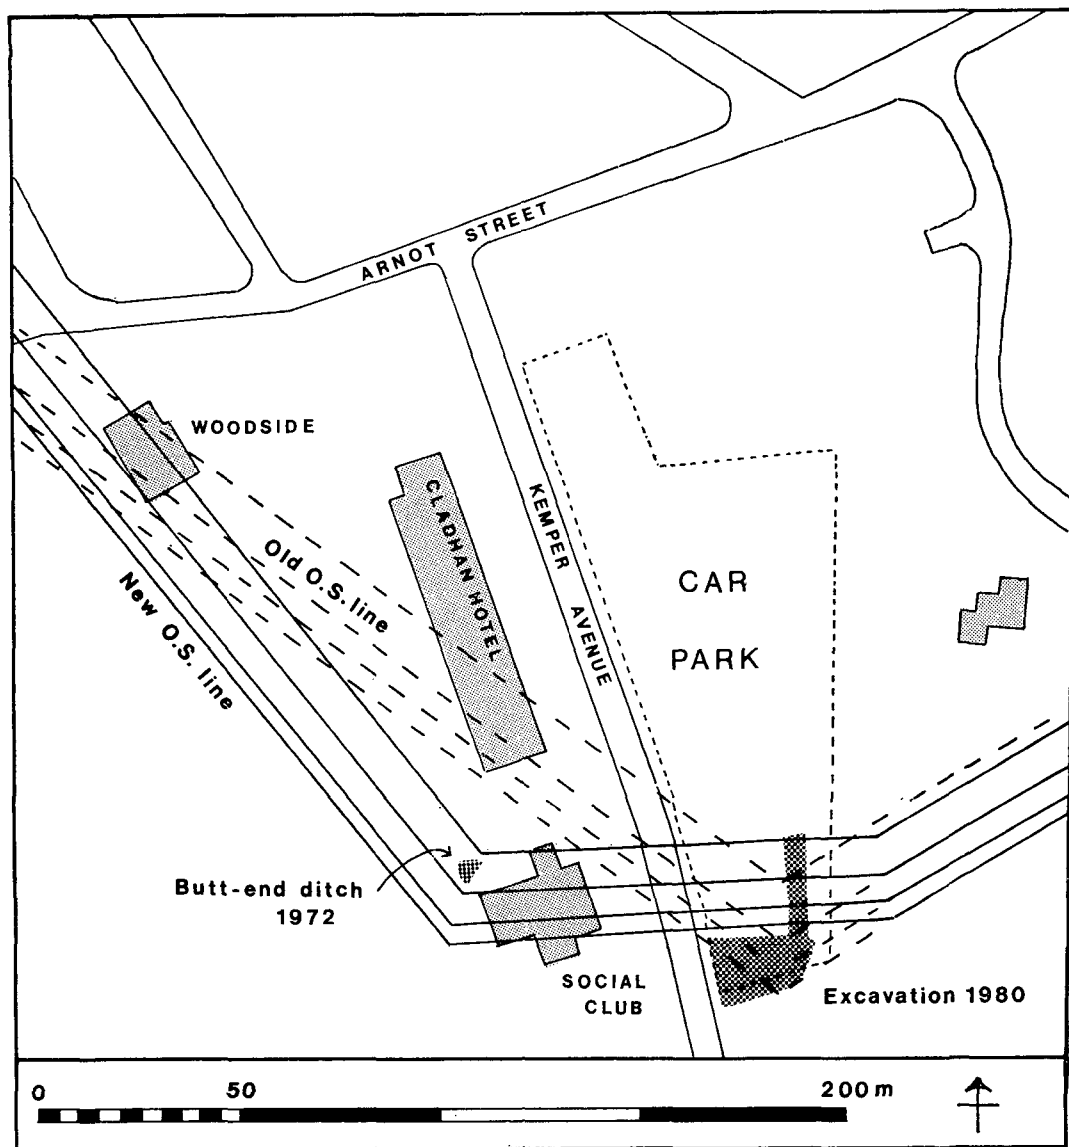 ARNOT STREET
WOODSIDE
CLADHAN HOTEL
KEMPER AVENUE
Old O.S. line
New O.S. line
CAR
PARK
Butt-end ditch
1972
SOCIAL
CLUB
Excavation 1980
0 50 200 m